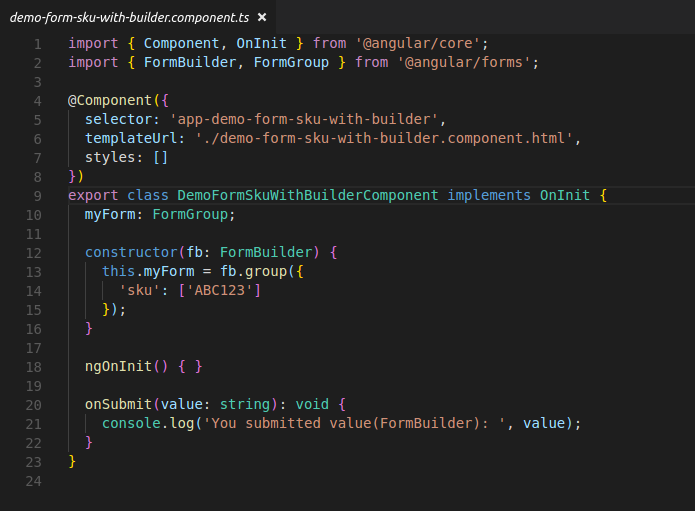 demo-form-sku-with-builder.component.ts ×
1 import { Component, OnInit } from '@angular/core';
2 import { FormBuilder, FormGroup } from '@angular/forms';
3
4 @Component({
5   selector: 'app-demo-form-sku-with-builder',
6   templateUrl: './demo-form-sku-with-builder.component.html',
7   styles: []
8 })
9 export class DemoFormSkuWithBuilderComponent implements OnInit {
10   myForm: FormGroup;
11
12   constructor(fb: FormBuilder) {
13     this.myForm = fb.group({
14       'sku': ['ABC123']
15     });
16   }
17
18   ngOnInit() { }
19
20   onSubmit(value: string): void {
21     console.log('You submitted value(FormBuilder): ', value);
22   }
23 }
24